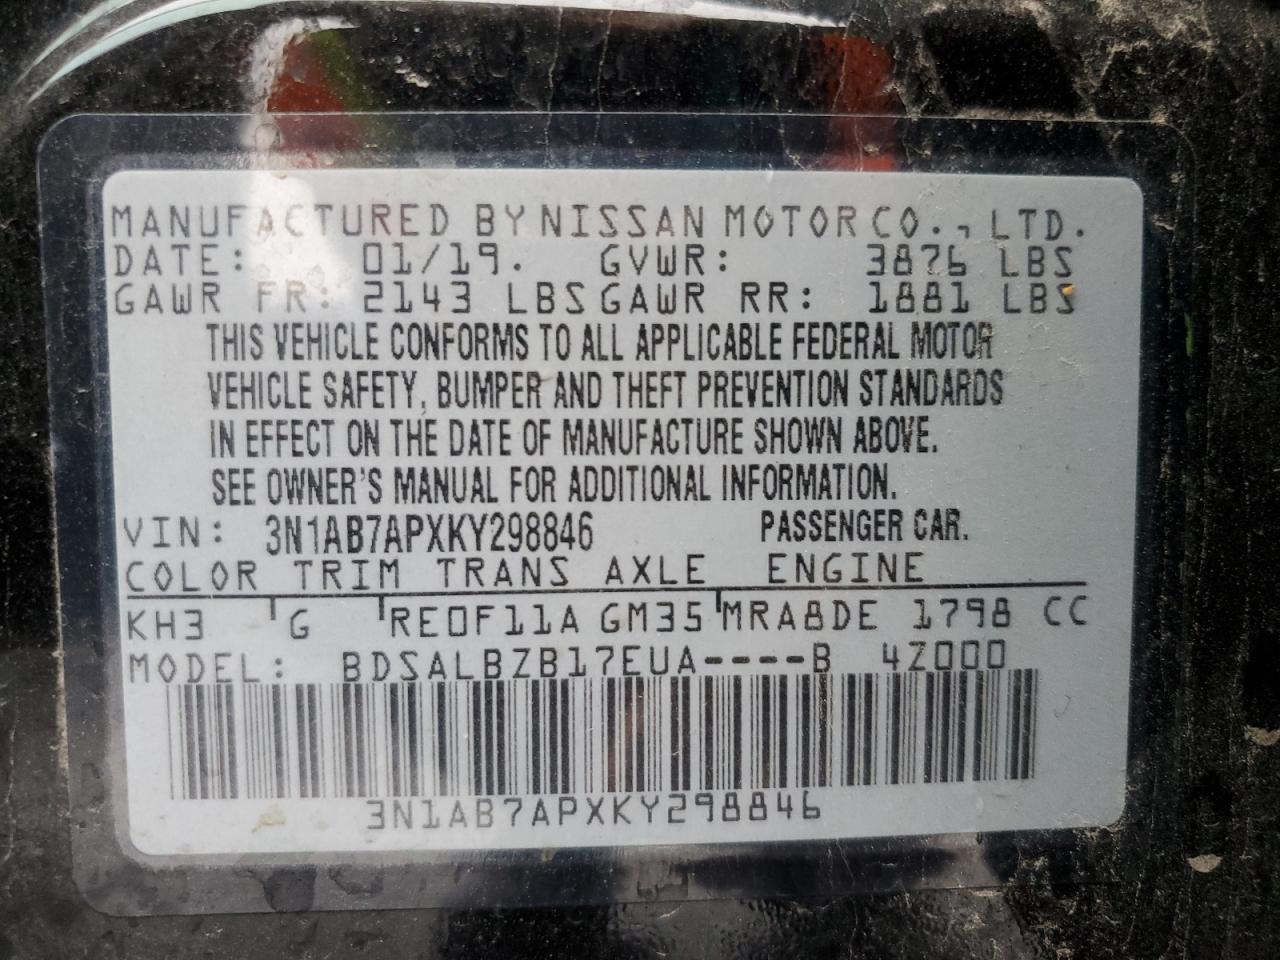 MANUFACTURED BY NISSAN MOTOR CO., LTD.
DATE: 01/19. GVWR: 3876 LBS
GAWR FR: 2143 LBS GAWR RR: 1881 LBS
THIS VEHICLE CONFORMS TO ALL APPLICABLE FEDERAL MOTOR
VEHICLE SAFETY, BUMPER AND THEFT PREVENTION STANDARDS
IN EFFECT ON THE DATE OF MANUFACTURE SHOWN ABOVE.
SEE OWNER'S MANUAL FOR ADDITIONAL INFORMATION.
VIN: 3N1AB7APXKY298846 PASSENGER CAR.
COLOR TRIM TRANS AXLE ENGINE
KH3 G RE0F11A GM35 MRA8DE 1798 CC
MODEL: BDSALBZB17EUA----B 4Z000
3N1AB7APXKY298846